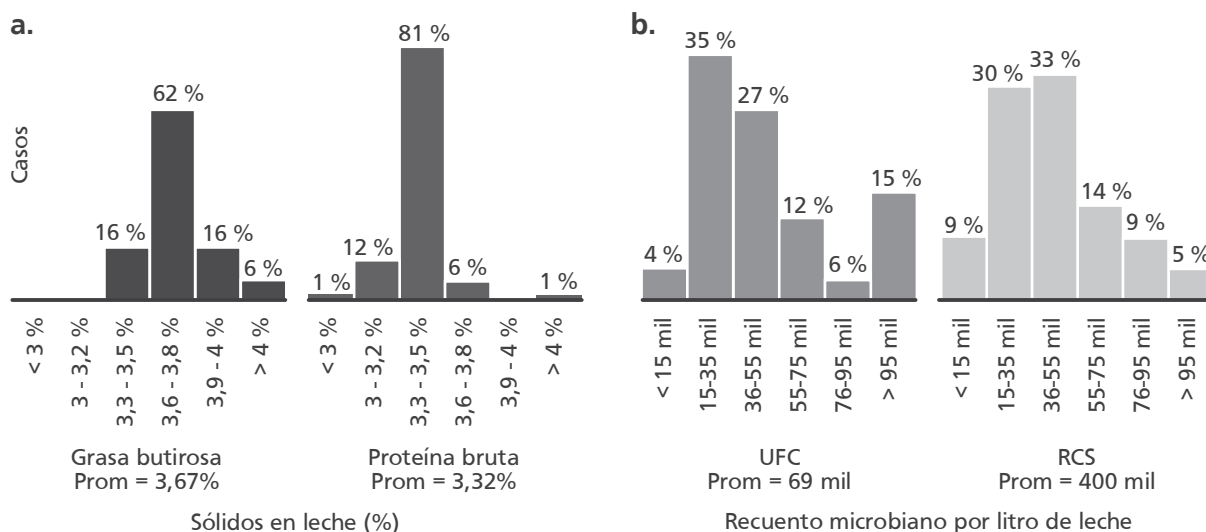 a.
Casos
16 %
62 %
16 %
6 %
< 3 %
3 - 3,2 %
3,3 - 3,5 %
3,6 - 3,8 %
3,9 - 4 %
> 4 %
Grasa butirosa
Prom = 3,67%
1 %
12 %
81 %
6 %
1 %
< 3 %
3 - 3,2 %
3,3 - 3,5 %
3,6 - 3,8 %
3,9 - 4 %
> 4 %
Proteína bruta
Prom = 3,32%
Sólidos en leche (%)
b.
4 %
35 %
27 %
12 %
6 %
15 %
< 15 mil
15-35 mil
36-55 mil
55-75 mil
76-95 mil
> 95 mil
UFC
Prom = 69 mil
9 %
30 %
33 %
14 %
9 %
5 %
< 15 mil
15-35 mil
36-55 mil
55-75 mil
76-95 mil
> 95 mil
RCS
Prom = 400 mil
Recuento microbiano por litro de leche